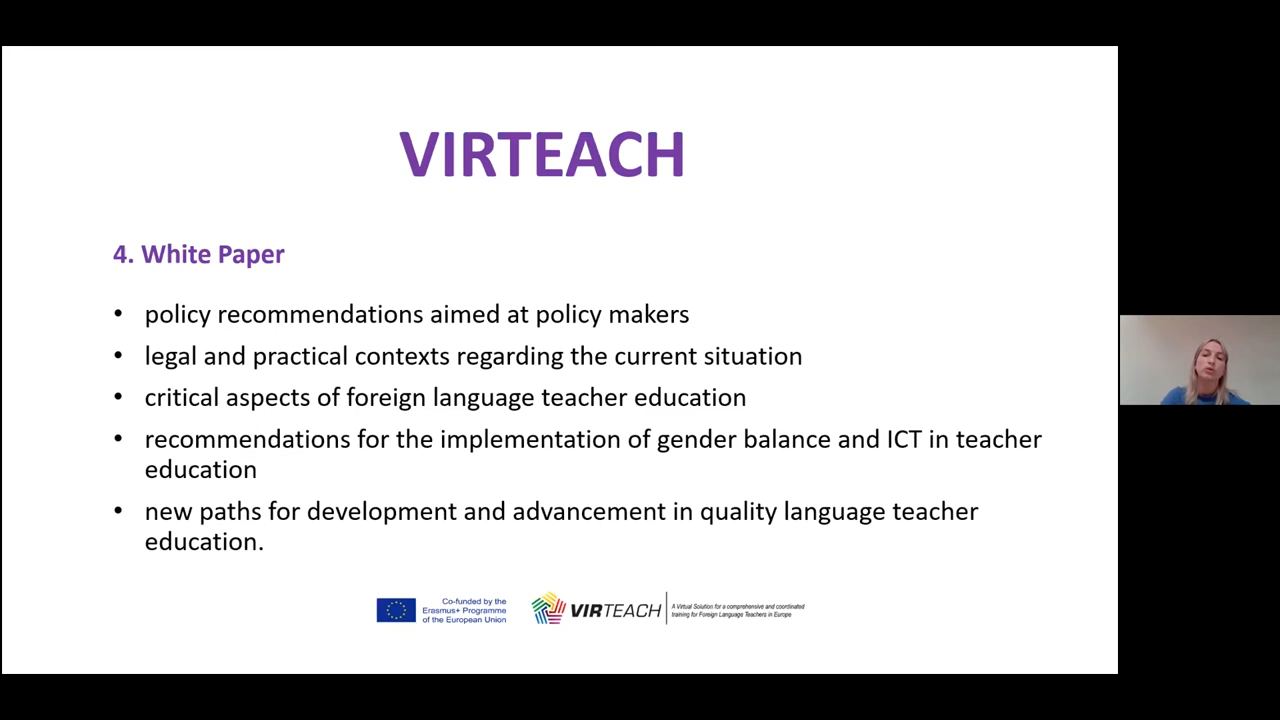 VIRTEACH
4. White Paper
• policy recommendations aimed at policy makers
• legal and practical contexts regarding the current situation
• critical aspects of foreign language teacher education
• recommendations for the implementation of gender balance and ICT in teacher
education
• new paths for development and advancement in quality language teacher
education.
Co-funded by the
Erasmus+ Programme
of the European Union
VIRTEACH
A Virtual Solution for a comprehensive and coordinated
training for Foreign Language Teachers in Europe